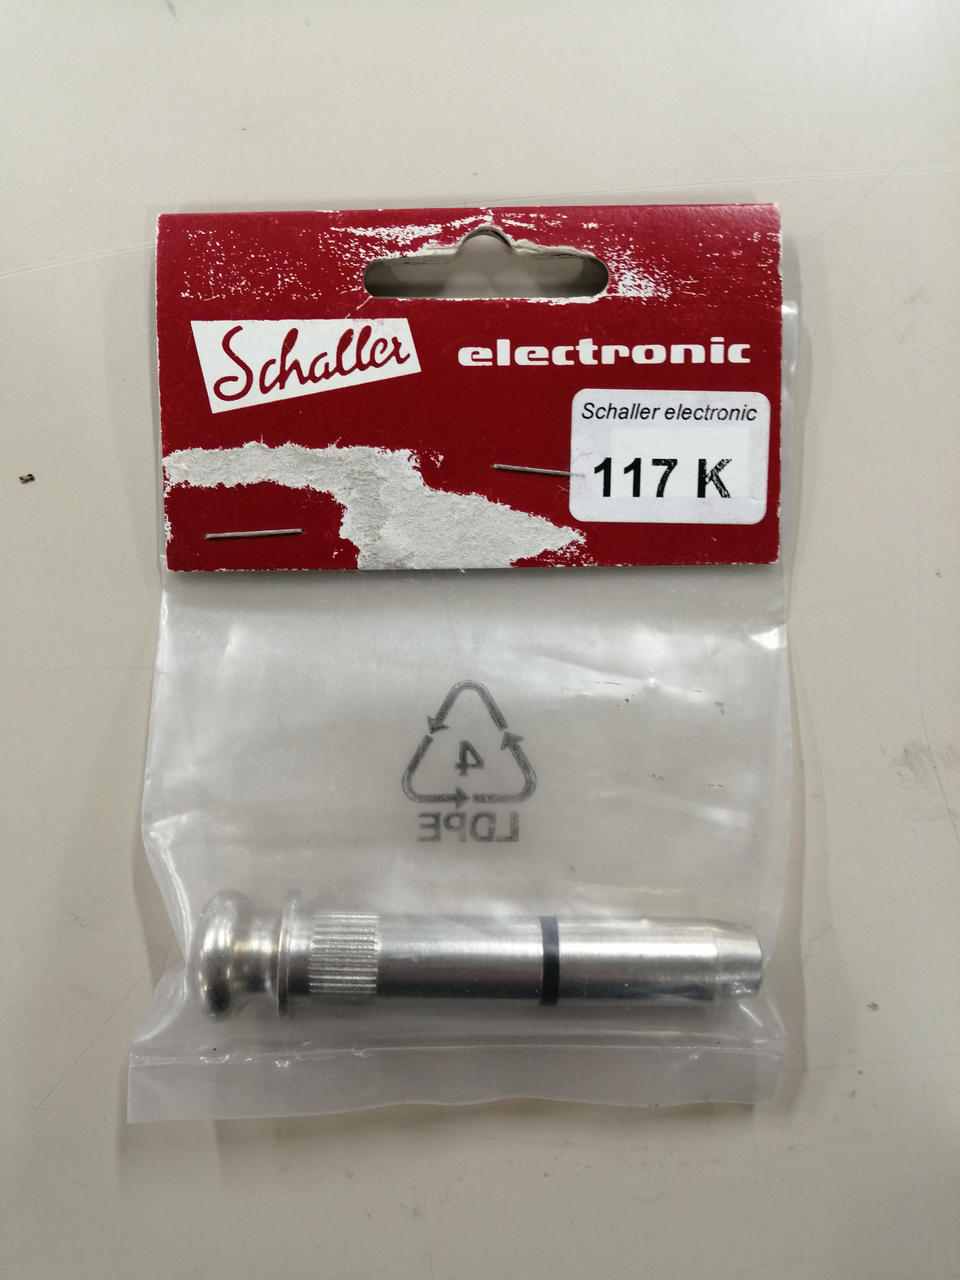 Schaller electronic
Schaller electronic
117 K
4
LDPE